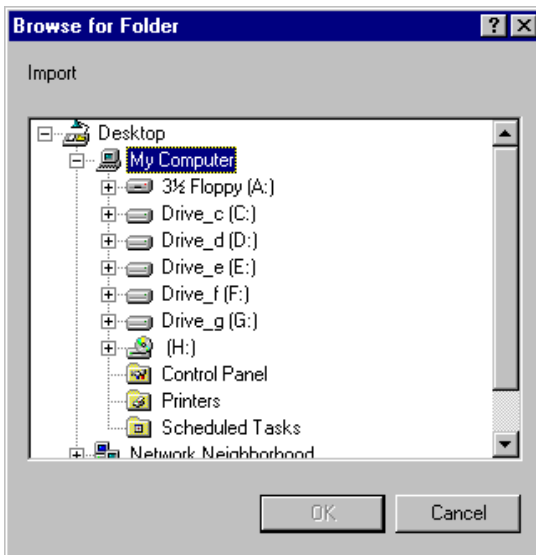 Browse for Folder
Import
Desktop
My Computer
3½ Floppy (A:)
Drive_c (C:)
Drive_d (D:)
Drive_e (E:)
Drive_f (F:)
Drive_g (G:)
(H:)
Control Panel
Printers
Scheduled Tasks
Network Neighborhood
OK Cancel